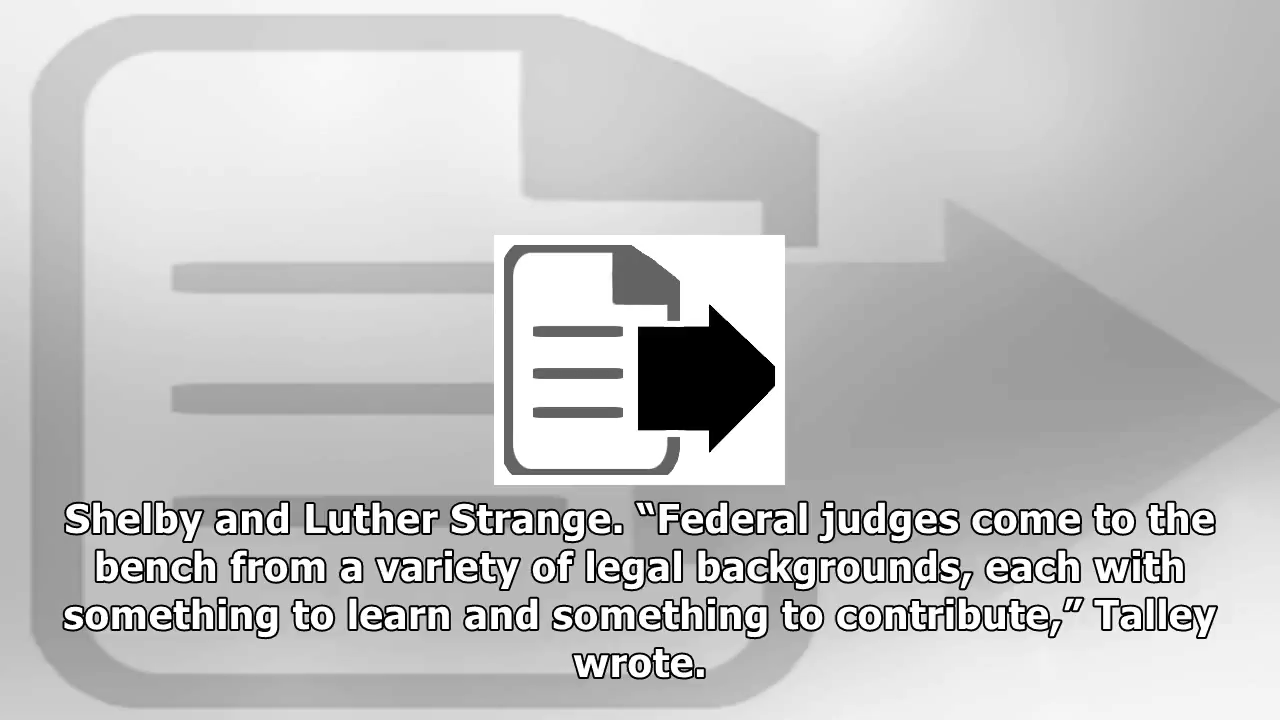 Shelby and Luther Strange. “Federal judges come to the
bench from a variety of legal backgrounds, each with
something to learn and something to contribute,” Talley
wrote.